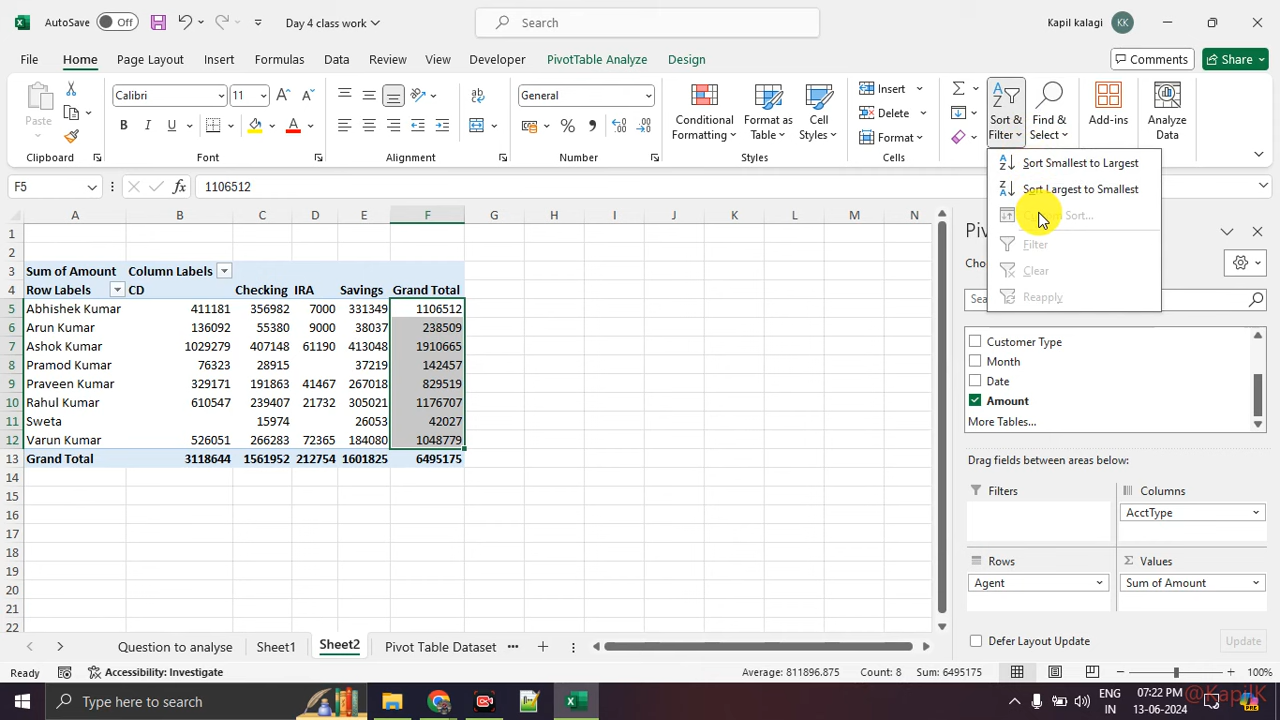 AutoSave Off Day 4 class work Search Kapil kalagi KK
File Home Page Layout Insert Formulas Data Review View Developer PivotTable Analyze Design Comments Share
Calibri 11 General
Paste B I U A A Conditional Formatting Format as Table Cell Styles Insert Delete Format Sort & Filter Find & Select Add-ins Analyze Data
Clipboard Font Alignment Number Styles Cells
Sort Smallest to Largest
Sort Largest to Smallest
Sort...
Filter
Clear
Reapply
F5 fx 1106512
A B C D E F G H I J K L M N
1
2
3 Sum of Amount Column Labels
4 Row Labels CD Checking IRA Savings Grand Total
5 Abhishek Kumar 411181 356982 7000 331349 1106512
6 Arun Kumar 136092 55380 9000 38037 238509
7 Ashok Kumar 1029279 407148 61190 413048 1910665
8 Pramod Kumar 76323 28915 37219 142457
9 Praveen Kumar 329171 191863 41467 267018 829519
10 Rahul Kumar 610547 239407 21732 305021 1176707
11 Sweta 15974 26053 42027
12 Varun Kumar 526051 266283 72365 184080 1048779
13 Grand Total 3118644 1561952 212754 1601825 6495175
14
15
16
17
18
19
20
21
22
Customer Type
Month
Date
Amount
More Tables...
Drag fields between areas below:
Filters Columns
AcctType
Rows Values
Agent Sum of Amount
Defer Layout Update Update
Question to analyse Sheet1 Sheet2 Pivot Table Dataset ...
Ready Accessibility: Investigate Average: 811896.875 Count: 8 Sum: 6495175 100%
Type here to search ENG IN 07:22 PM 13-06-2024
@KapilK